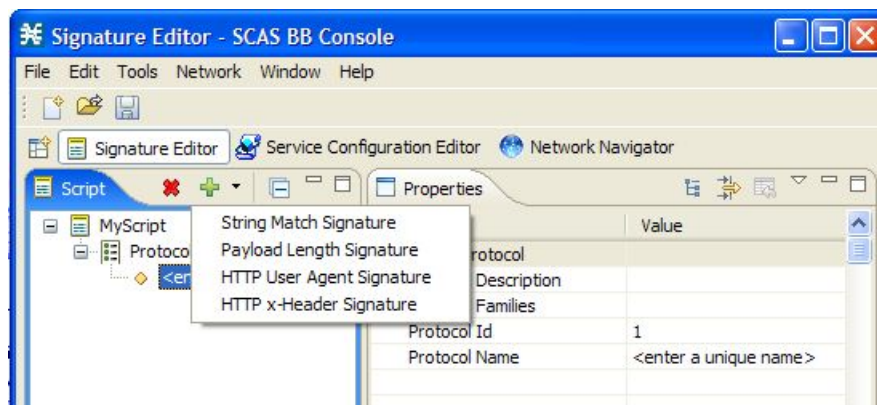 Signature Editor - SCAS BB Console
File Edit Tools Network Window Help
Signature Editor Service Configuration Editor Network Navigator
Script Properties
Value
MyScript String Match Signature
Payload Length Signature
HTTP User Agent Signature
HTTP x-Header Signature
Description
Families
Protocol Id 1
Protocol Name <enter a unique name>